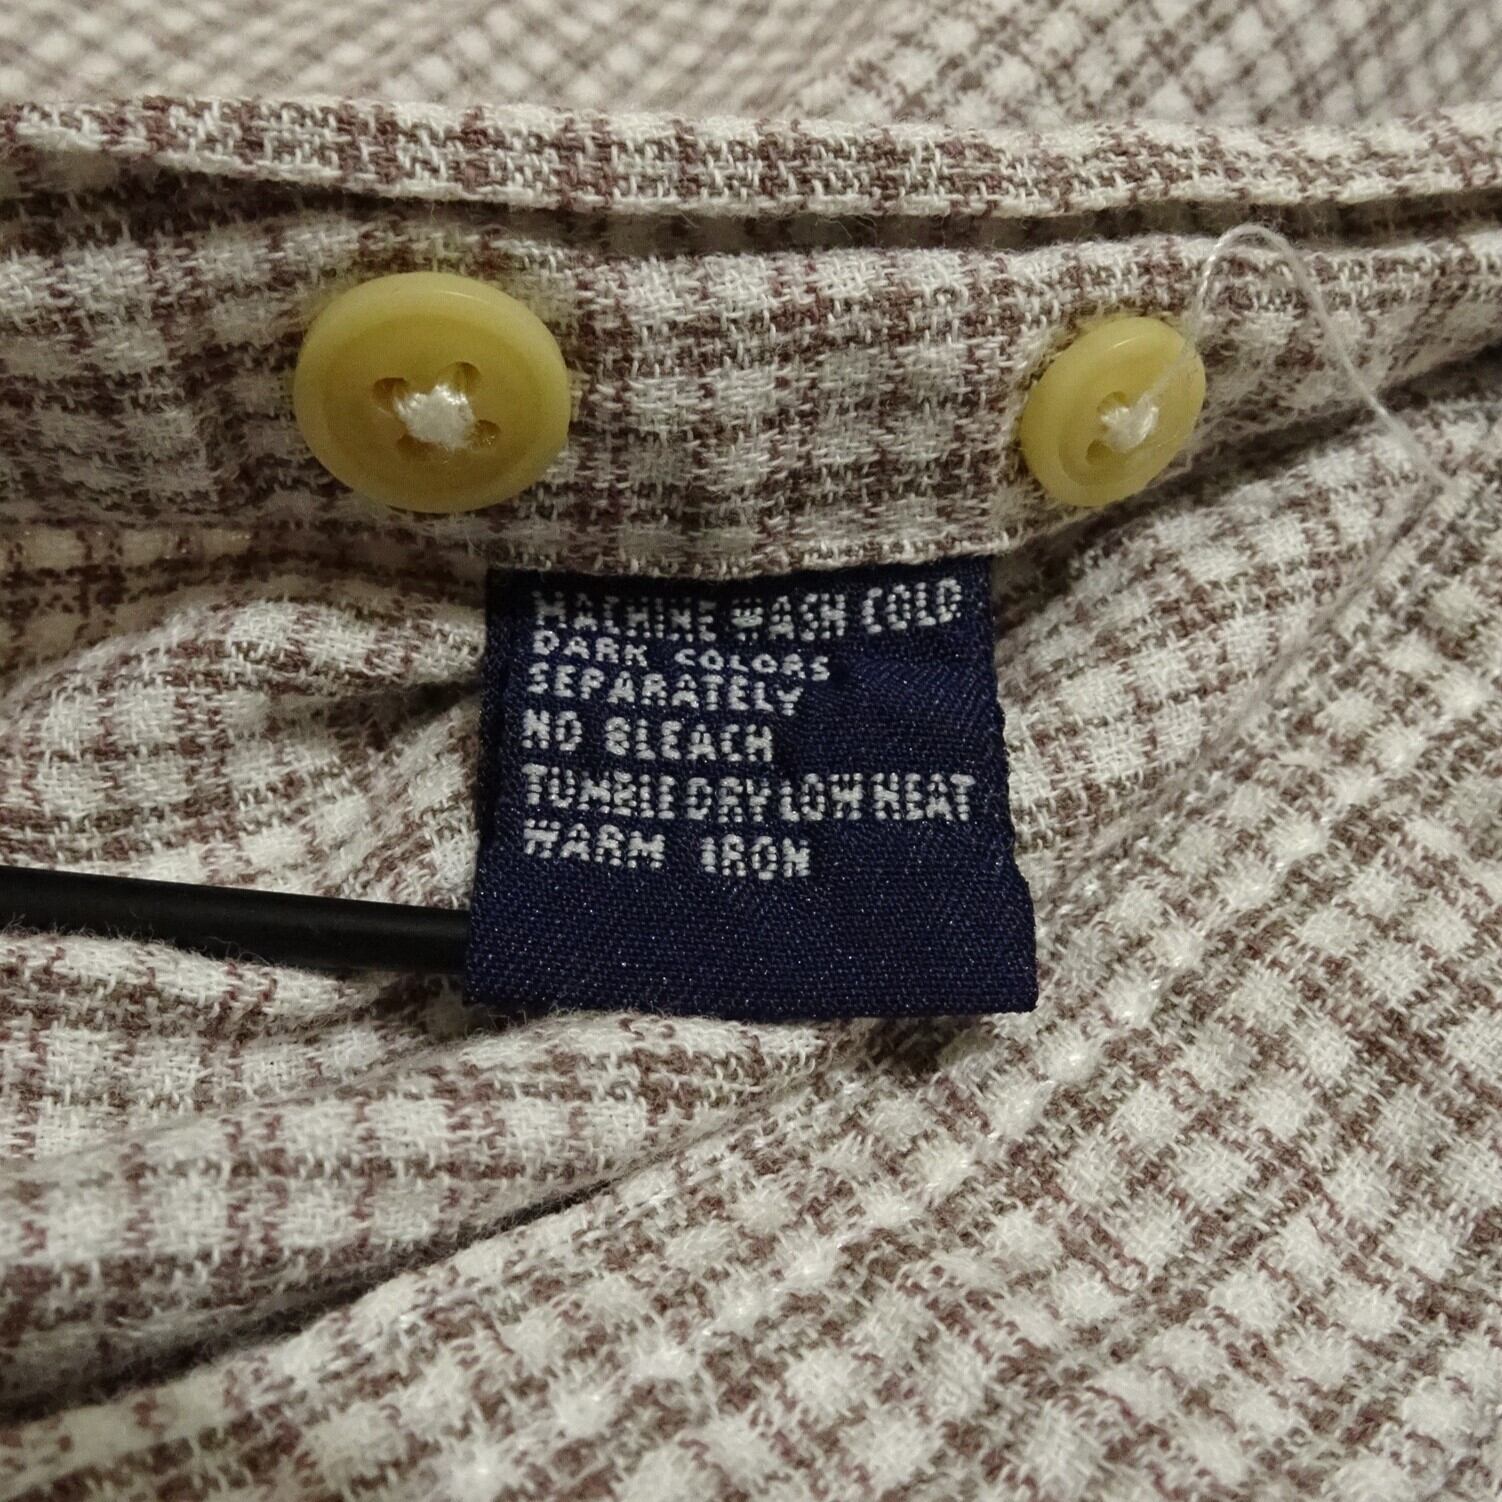 MACHINE WASH COLD
DARK COLORS
SEPARATELY
NO BLEACH
TUMBLE DRY LOW HEAT
WARM IRON